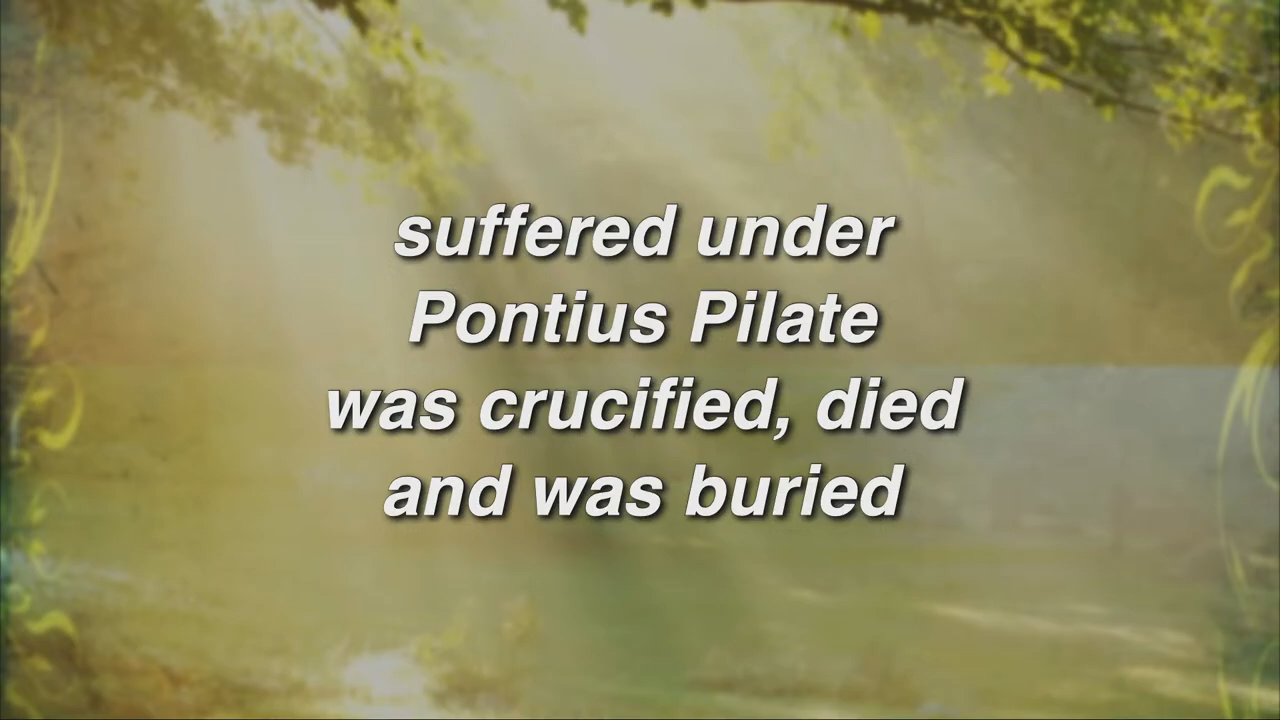 suffered under
Pontius Pilate
was crucified, died
and was buried